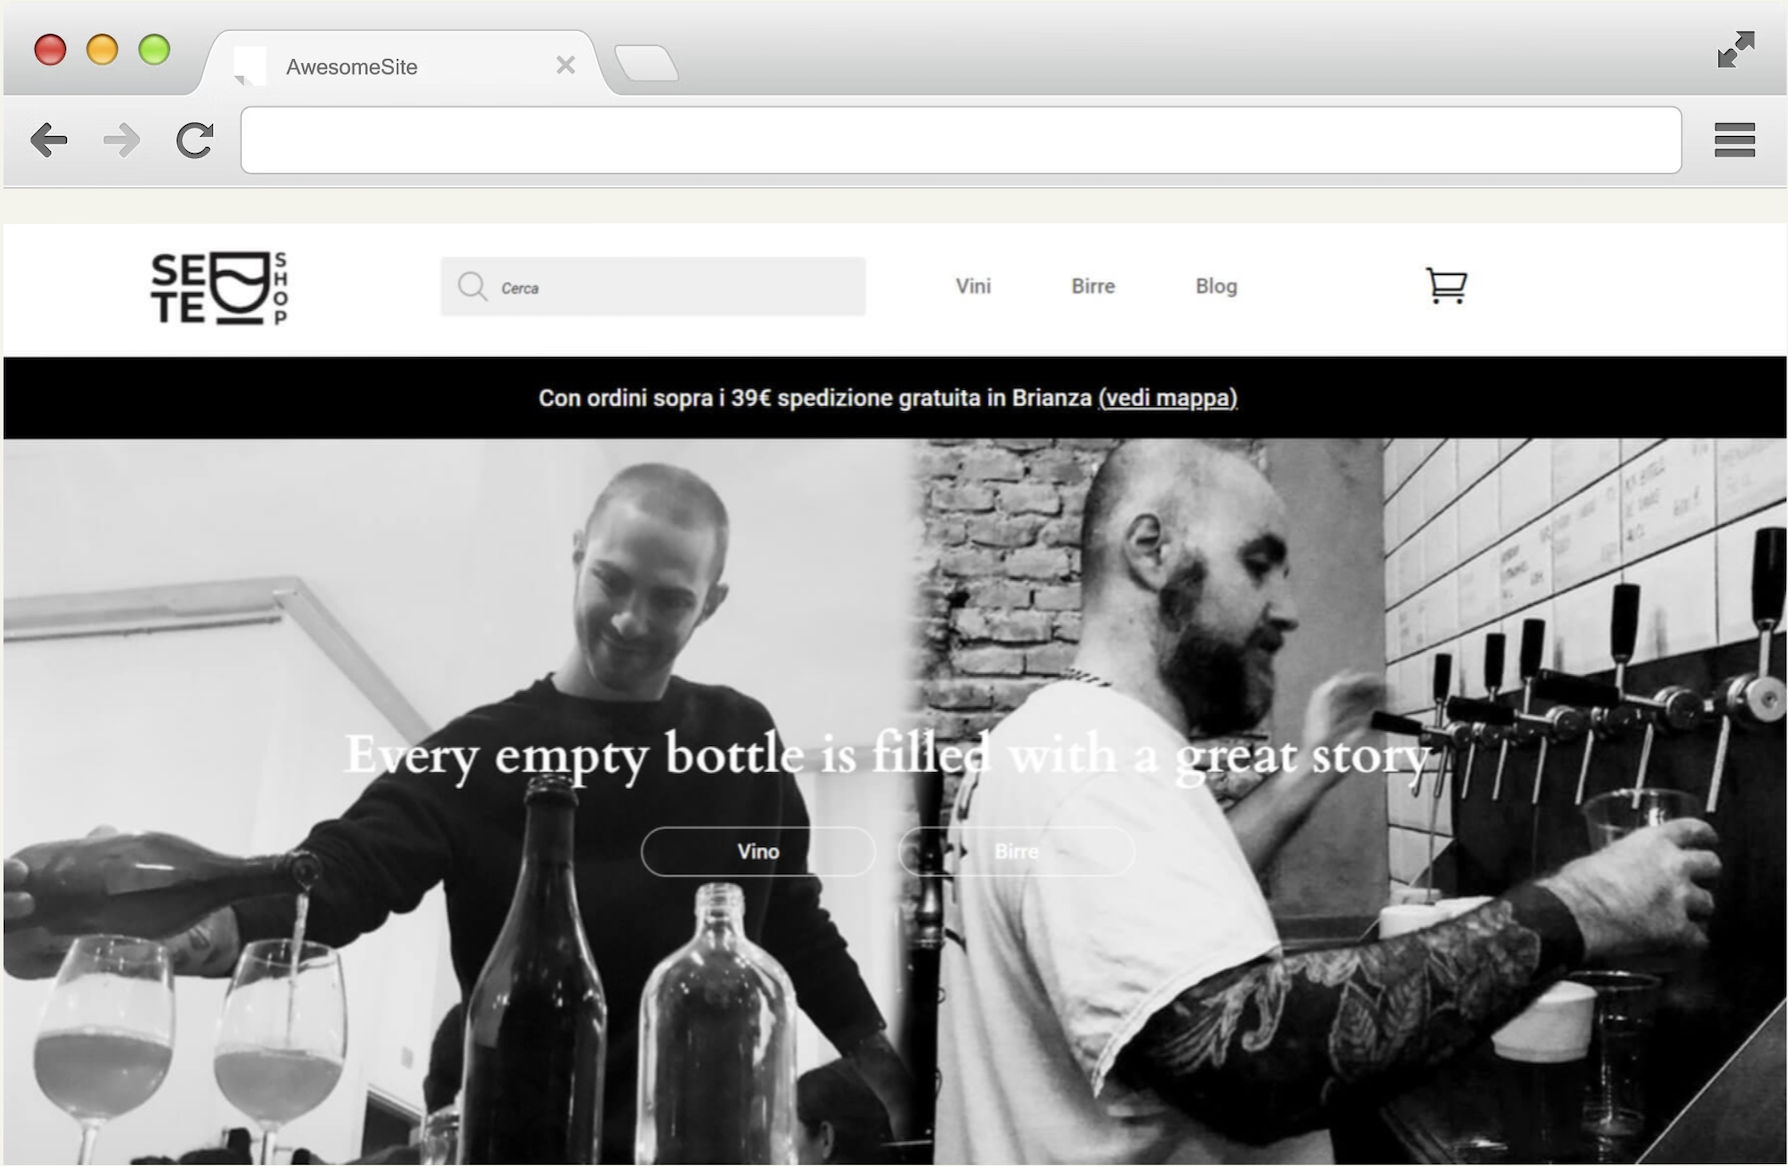 AwesomeSite
SE
TE
SHOP
Cerca
Vini
Birre
Blog
Con ordini sopra i 39€ spedizione gratuita in Brianza (vedi mappa)
Every empty bottle is filled with a great story
Vino
Birre